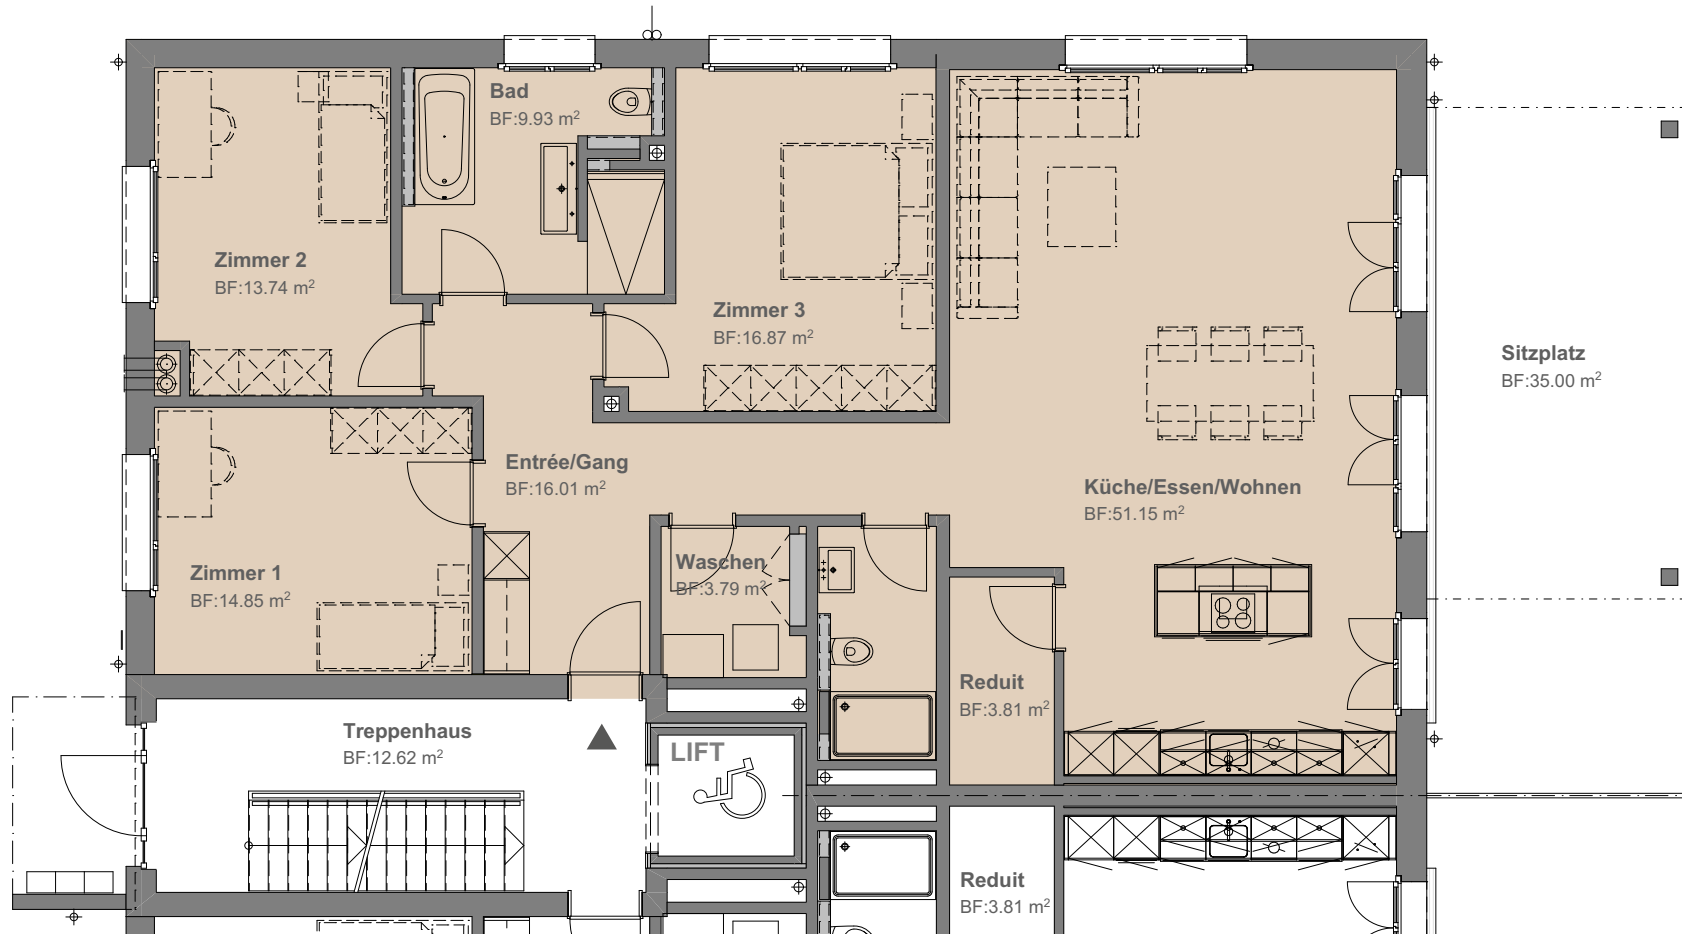 Bad
BF:9.93 m²
Zimmer 2
BF:13.74 m²
Zimmer 3
BF:16.87 m²
Sitzplatz
BF:35.00 m²
Entrée/Gang
BF:16.01 m²
Küche/Essen/Wohnen
BF:51.15 m²
Zimmer 1
BF:14.85 m²
Waschen
BF:3.79 m²
Reduit
BF:3.81 m²
Treppenhaus
BF:12.62 m²
LIFT
Reduit
BF:3.81 m²